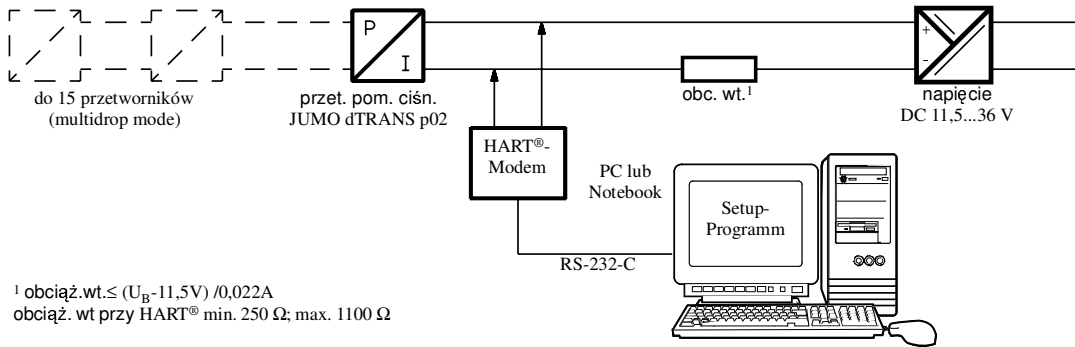 do 15 przetworników
(multidrop mode)
P
I
przet. pom. ciśn.
JUMO dTRANS p02
obc. wt.¹
+
-
napięcie
DC 11,5...36 V
HART®-
Modem
PC lub
Notebook
Setup-
Programm
RS-232-C
¹ obciąż.wt.≤ (U_B-11,5V) /0,022A
obciąż. wt przy HART® min. 250 Ω; max. 1100 Ω